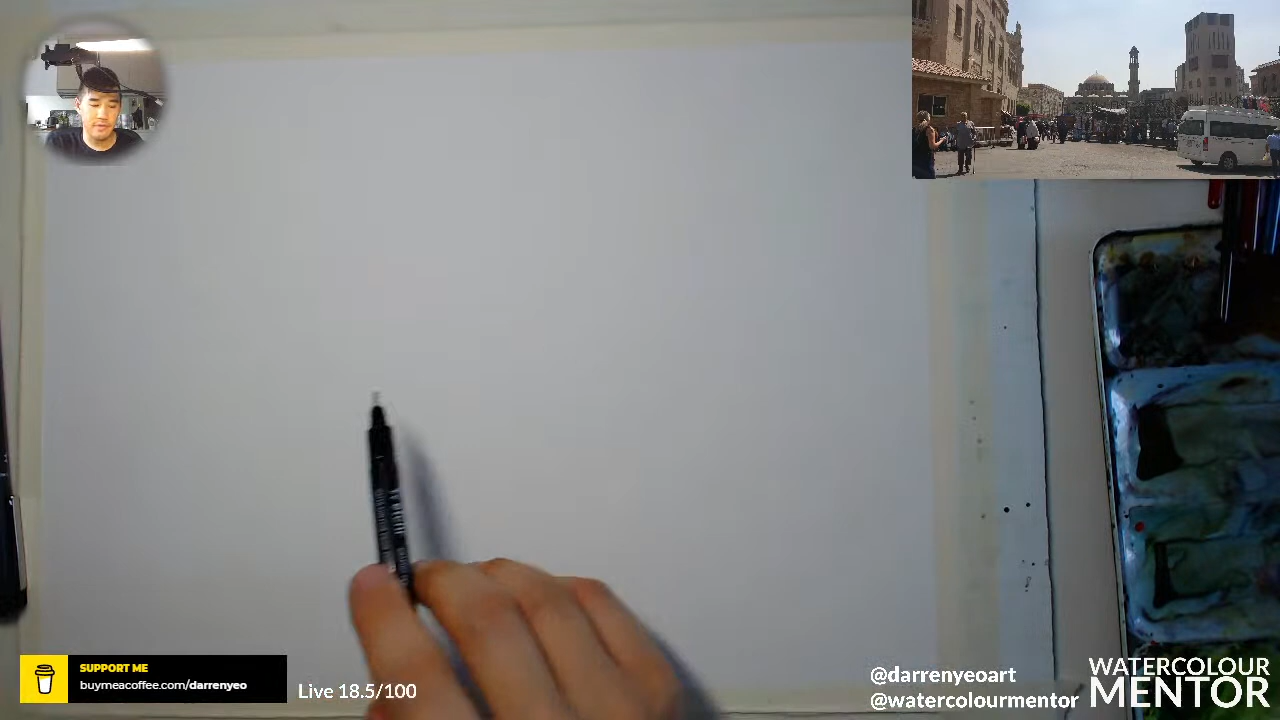 SUPPORT ME
buymeacoffee.com/darrenyeo
Live 18.5/100
@darrenyeoart
@watercolourmentor
WATERCOLOUR
MENTOR